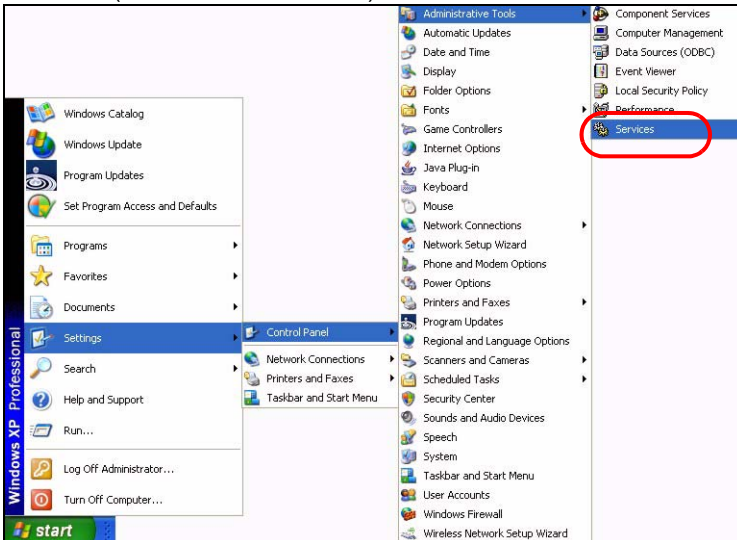 Windows Catalog
Windows Update
Program Updates
Set Program Access and Defaults
Programs
Favorites
Documents
Settings
Search
Help and Support
Run...
Log Off Administrator...
Turn Off Computer...
Windows XP Professional
start
Control Panel
Network Connections
Printers and Faxes
Taskbar and Start Menu
Administrative Tools
Automatic Updates
Date and Time
Display
Folder Options
Fonts
Game Controllers
Internet Options
Java Plug-in
Keyboard
Mouse
Network Connections
Network Setup Wizard
Phone and Modem Options
Power Options
Printers and Faxes
Program Updates
Regional and Language Options
Scanners and Cameras
Scheduled Tasks
Security Center
Sounds and Audio Devices
Speech
System
Taskbar and Start Menu
User Accounts
Windows Firewall
Wireless Network Setup Wizard
Component Services
Computer Management
Data Sources (ODBC)
Event Viewer
Local Security Policy
Performance
Services